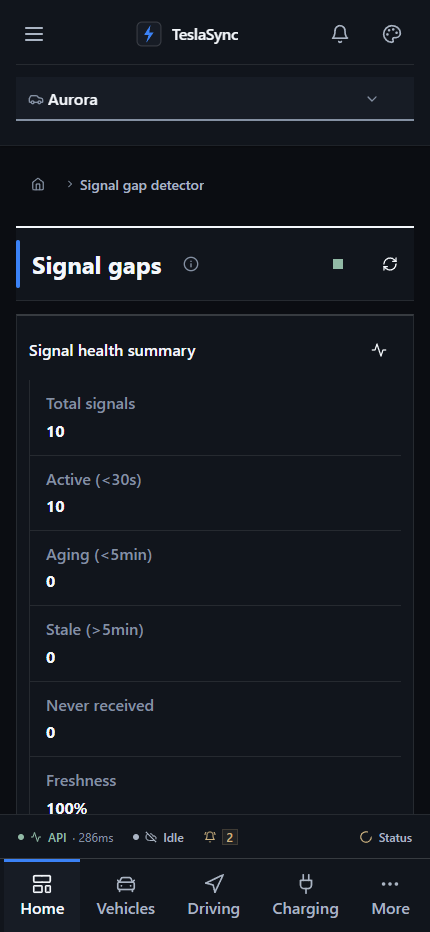 TeslaSync
Aurora
Signal gap detector
Signal gaps
Signal health summary
Total signals
10
Active (<30s)
10
Aging (<5min)
0
Stale (>5min)
0
Never received
0
Freshness
100%
API · 286ms Idle 2 Status
Home Vehicles Driving Charging More